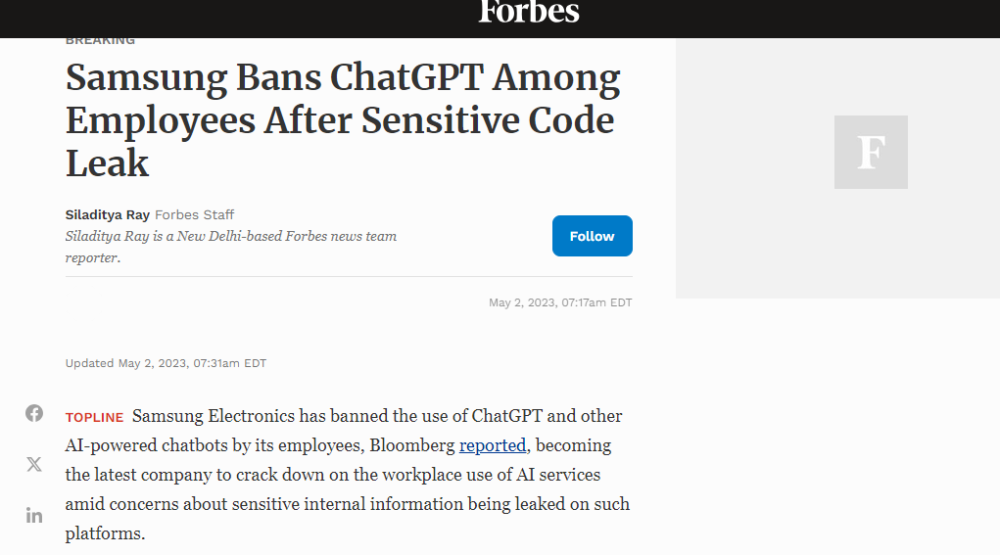 Forbes
BREAKING
Samsung Bans ChatGPT Among
Employees After Sensitive Code
Leak
Siladitya Ray Forbes Staff
Siladitya Ray is a New Delhi-based Forbes news team
reporter.
Follow
F
May 2, 2023, 07:17am EDT
Updated May 2, 2023, 07:31am EDT
TOPLINE Samsung Electronics has banned the use of ChatGPT and other
AI-powered chatbots by its employees, Bloomberg reported, becoming
the latest company to crack down on the workplace use of AI services
amid concerns about sensitive internal information being leaked on such
platforms.